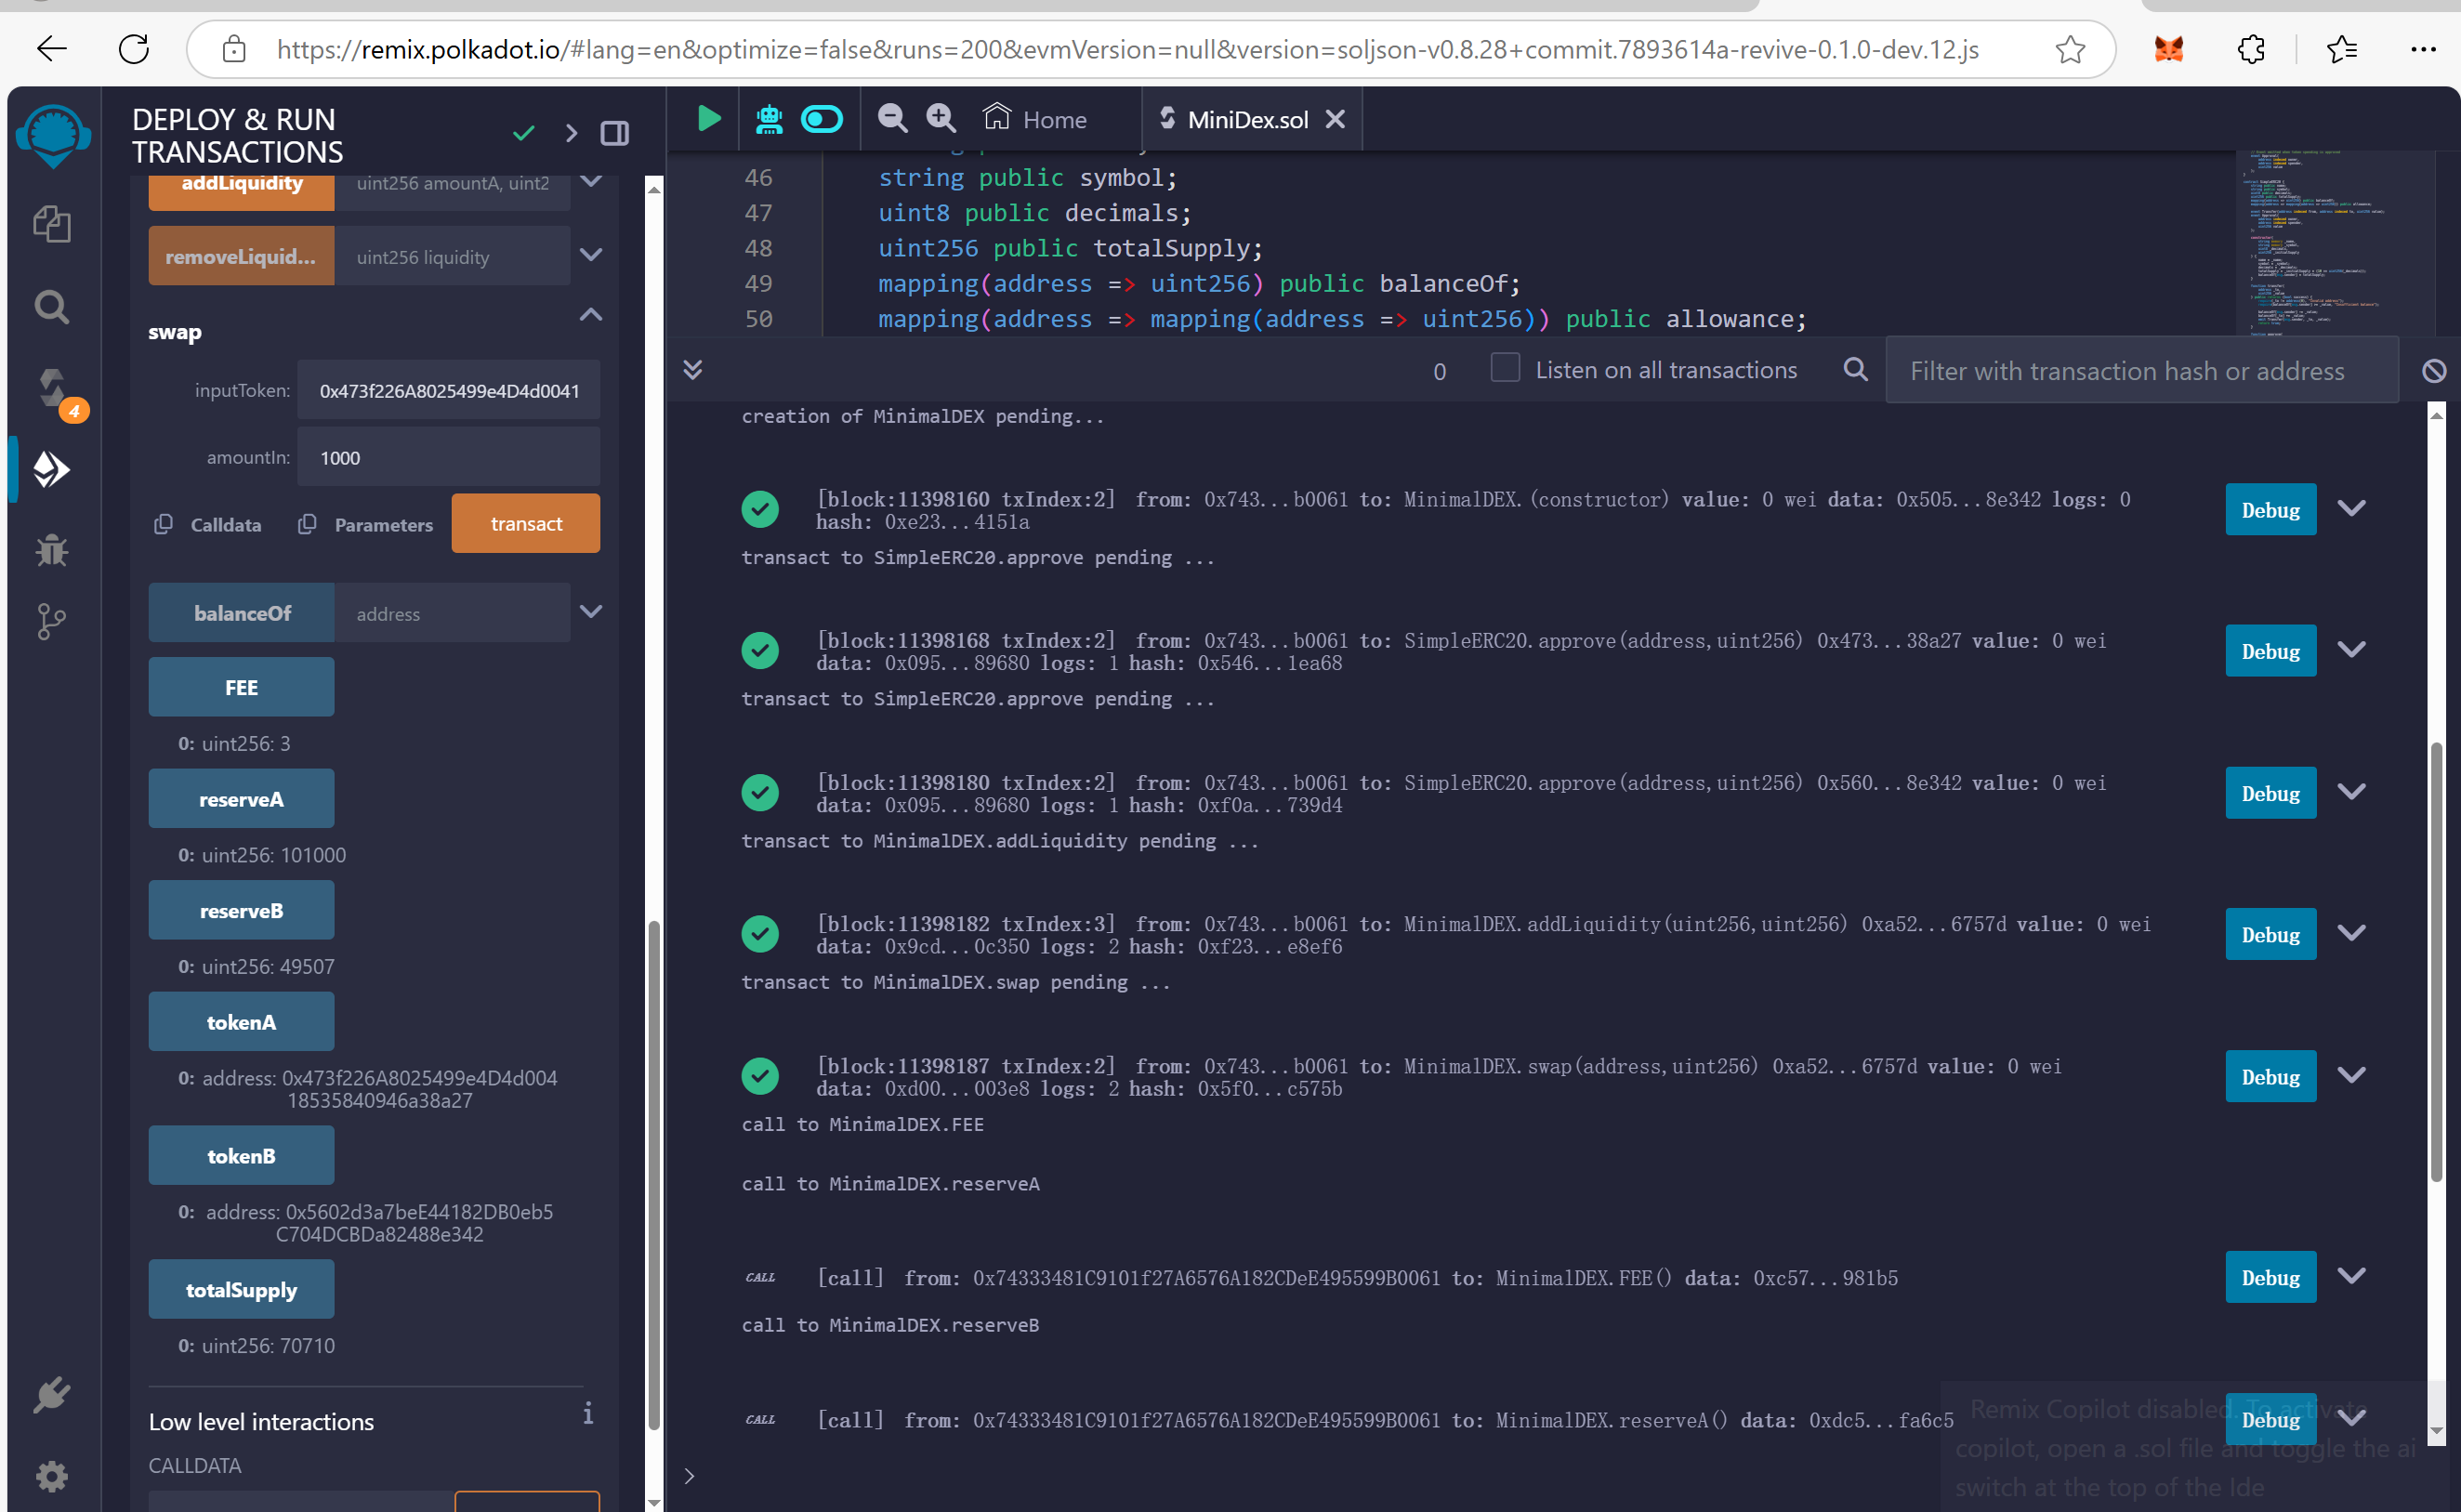 https://remix.polkadot.io/#lang=en&optimize=false&runs=200&evmVersion=null&version=soljson-v0.8.28+commit.7893614a-revive-0.1.0-dev.12.js
DEPLOY & RUN
TRANSACTIONS
addLiquidity uint256 amountA, uint2
removeLiquid... uint256 liquidity
swap
inputToken: 0x473f226A8025499e4D4d0041
amountIn: 1000
Calldata Parameters transact
balanceOf address
FEE
0: uint256: 3
reserveA
0: uint256: 101000
reserveB
0: uint256: 49507
tokenA
0: address: 0x473f226A8025499e4D4d004
18535840946a38a27
tokenB
0: address: 0x5602d3a7beE44182DB0eb5
C704DCBDa82488e342
totalSupply
0: uint256: 70710
Low level interactions
i
CALLDATA
4
Home
MiniDex.sol
46 string public symbol;
47 uint8 public decimals;
48 uint256 public totalSupply;
49 mapping(address => uint256) public balanceOf;
50 mapping(address => mapping(address => uint256)) public allowance;
0 Listen on all transactions Filter with transaction hash or address
creation of MinimalDEX pending...
[block:11398160 txIndex:2] from: 0x743...b0061 to: MinimalDEX.(constructor) value: 0 wei data: 0x505...8e342 logs: 0
hash: 0xe23...4151a
Debug
transact to SimpleERC20.approve pending ...
[block:11398168 txIndex:2] from: 0x743...b0061 to: SimpleERC20.approve(address,uint256) 0x473...38a27 value: 0 wei
data: 0x095...89680 logs: 1 hash: 0x546...1ea68
Debug
transact to SimpleERC20.approve pending ...
[block:11398180 txIndex:2] from: 0x743...b0061 to: SimpleERC20.approve(address,uint256) 0x560...8e342 value: 0 wei
data: 0x095...89680 logs: 1 hash: 0xf0a...739d4
Debug
transact to MinimalDEX.addLiquidity pending ...
[block:11398182 txIndex:3] from: 0x743...b0061 to: MinimalDEX.addLiquidity(uint256,uint256) 0xa52...6757d value: 0 wei
data: 0x9cd...0c350 logs: 2 hash: 0xf23...e8ef6
Debug
transact to MinimalDEX.swap pending ...
[block:11398187 txIndex:2] from: 0x743...b0061 to: MinimalDEX.swap(address,uint256) 0xa52...6757d value: 0 wei
data: 0xd00...003e8 logs: 2 hash: 0x5f0...c575b
Debug
call to MinimalDEX.FEE
call to MinimalDEX.reserveA
CALL [call] from: 0x74333481C9101f27A6576A182CDeE495599B0061 to: MinimalDEX.FEE() data: 0xc57...981b5
Debug
call to MinimalDEX.reserveB
CALL [call] from: 0x74333481C9101f27A6576A182CDeE495599B0061 to: MinimalDEX.reserveA() data: 0xdc5...fa6c5
Debug
Remix Copilot disabled. To activate
copilot, open a .sol file and toggle the ai
switch at the top of the Ide
>